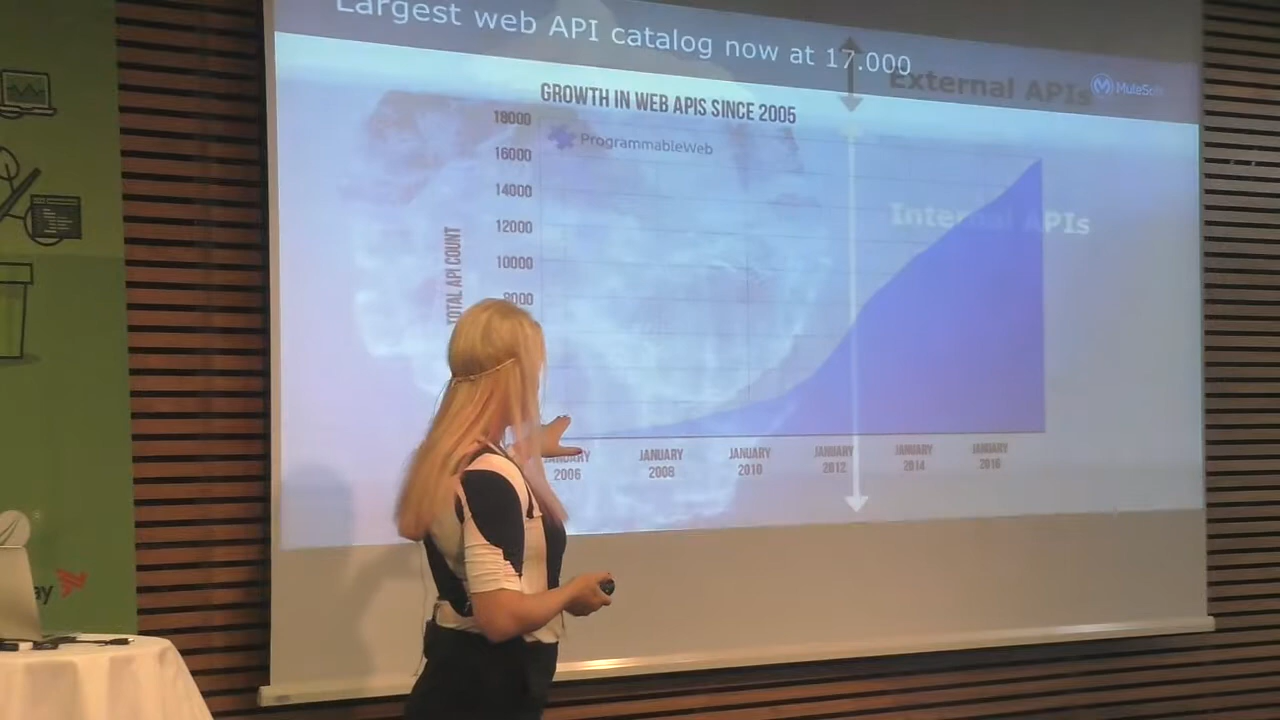 Largest web API catalog now at 17.000
External APIs
MuleSoft
GROWTH IN WEB APIS SINCE 2005
ProgrammableWeb
18000
16000
14000
12000
10000
8000
TOTAL API COUNT
Internal APIs
JANUARY 2006
JANUARY 2008
JANUARY 2010
JANUARY 2012
JANUARY 2014
JANUARY 2016
ay